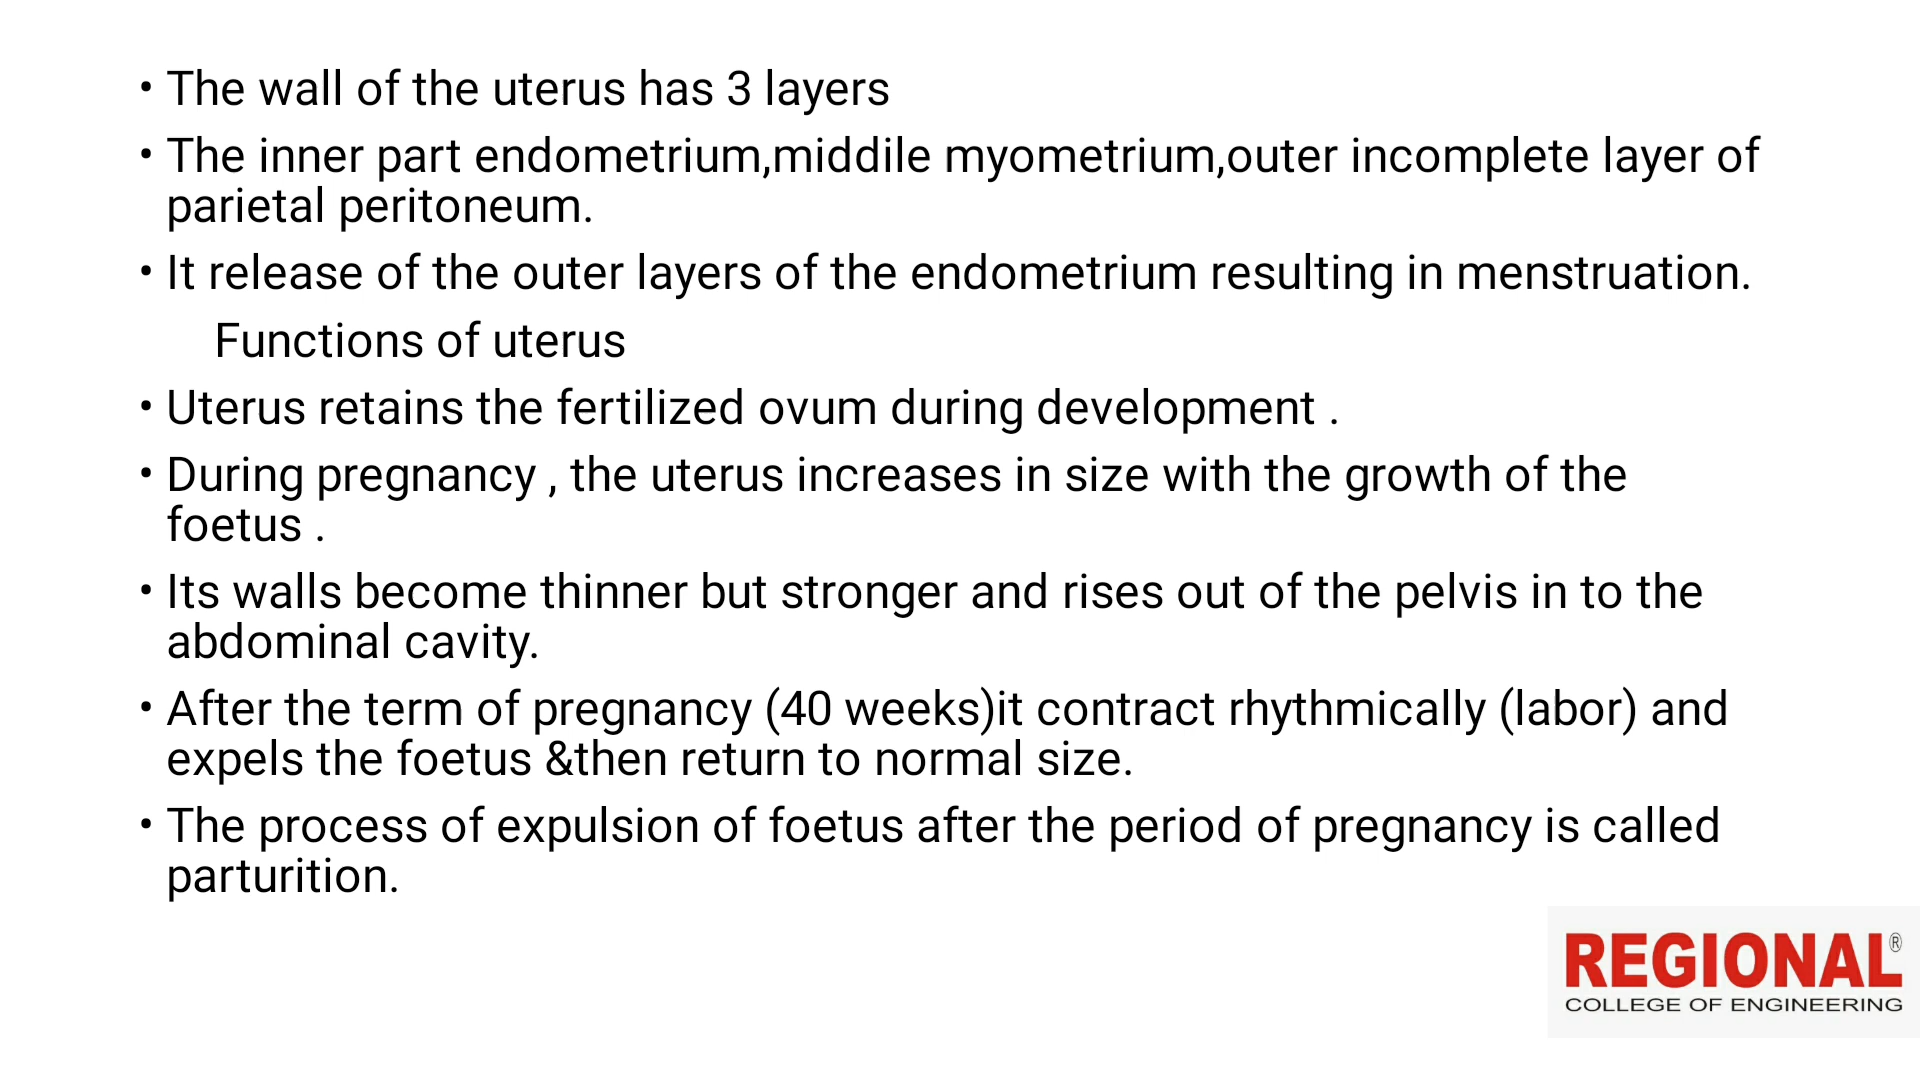 • The wall of the uterus has 3 layers
• The inner part endometrium,middile myometrium,outer incomplete layer of
parietal peritoneum.
• It release of the outer layers of the endometrium resulting in menstruation.
Functions of uterus
• Uterus retains the fertilized ovum during development .
• During pregnancy , the uterus increases in size with the growth of the
foetus .
• Its walls become thinner but stronger and rises out of the pelvis in to the
abdominal cavity.
• After the term of pregnancy (40 weeks)it contract rhythmically (labor) and
expels the foetus &then return to normal size.
• The process of expulsion of foetus after the period of pregnancy is called
parturition.
REGIONAL®
COLLEGE OF ENGINEERING